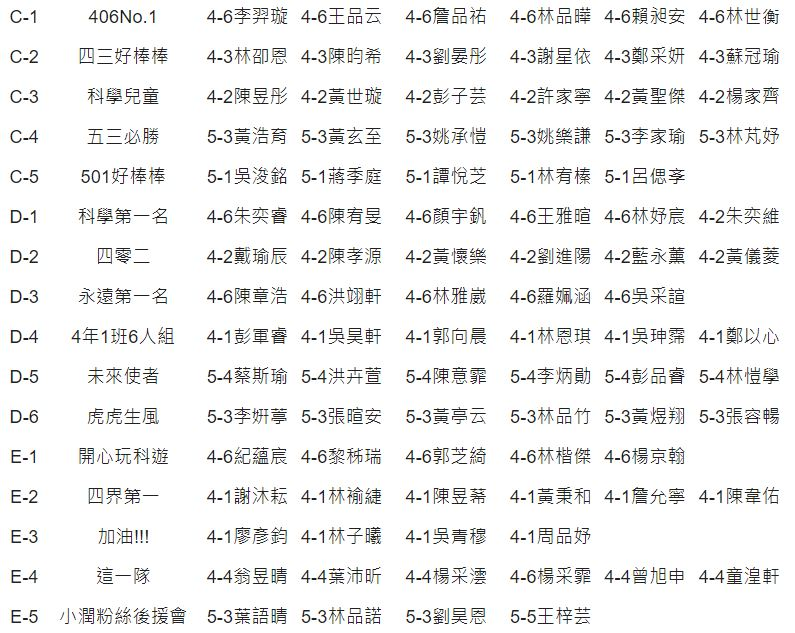 C-1 406No.1 4-6李羿璇 4-6王品云 4-6詹品祐 4-6林品曄 4-6賴昶安 4-6林世衡
C-2 四三好棒棒 4-3林卲恩 4-3陳昀希 4-3劉晏彤 4-3謝星依 4-3鄭采妍 4-3蘇冠瑜
C-3 科學兒童 4-2陳昱彤 4-2黃世璇 4-2彭子芸 4-2許家寧 4-2黃聖傑 4-2楊家齊
C-4 五三必勝 5-3黃浩育 5-3黃玄至 5-3姚承愷 5-3姚樂謙 5-3李家瑜 5-3林芃妤
C-5 501好棒棒 5-1吳浚銘 5-1蔣季庭 5-1譚悅芝 5-1林宥榛 5-1呂偲斈
D-1 科學第一名 4-6朱奕睿 4-6陳宥旻 4-6顏宇釩 4-6王雅暄 4-6林妤宸 4-2朱奕維
D-2 四零二 4-2戴瑜辰 4-2陳孝源 4-2黃懷樂 4-2劉進陽 4-2藍永薰 4-2黃儀菱
D-3 永遠第一名 4-6陳章浩 4-6洪翊軒 4-6林雅崴 4-6羅姵涵 4-6吳采諠
D-4 4年1班6人組 4-1彭軍睿 4-1吳昊軒 4-1郭向晨 4-1林恩琪 4-1吳珅霈 4-1鄭以心
D-5 未來使者 5-4蔡斯瑜 5-4洪卉萱 5-4陳意霏 5-4李炳勛 5-4彭品睿 5-4林愷學
D-6 虎虎生風 5-3李妍葶 5-3張暄安 5-3黃亭云 5-3林品竹 5-3黃煜翔 5-3張容暢
E-1 開心玩科遊 4-6紀蘊宸 4-6黎秭瑞 4-6郭芝綺 4-6林楷傑 4-6楊京翰
E-2 四界第一 4-1謝沐耘 4-1林褕緁 4-1陳昱蓁 4-1黃秉和 4-1詹允寧 4-1陳韋佑
E-3 加油!!! 4-1廖彥鈞 4-1林子曦 4-1吳青穆 4-1周品妤
E-4 這一隊 4-4翁昱晴 4-4葉沛昕 4-4楊采澐 4-6楊采霏 4-4曾旭申 4-4童湟軒
E-5 小潤粉絲後援會 5-3葉語晴 5-3林品諾 5-3劉昊恩 5-5王梓芸